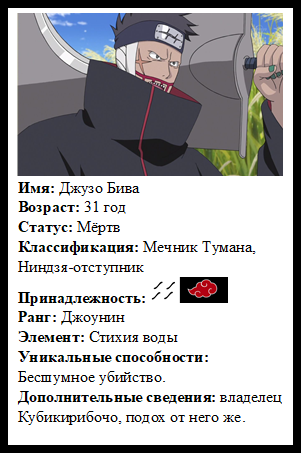 Имя: Джузо Бива
Возраст: 31 год
Статус: Мёртв
Классификация: Мечник Тумана,
Ниндзя-отступник
Принадлежность:
Ранг: Джоунин
Элемент: Стихия воды
Уникальные способности:
Бесшумное убийство.
Дополнительные сведения: владелец
Кубикирибочо, подох от него же.